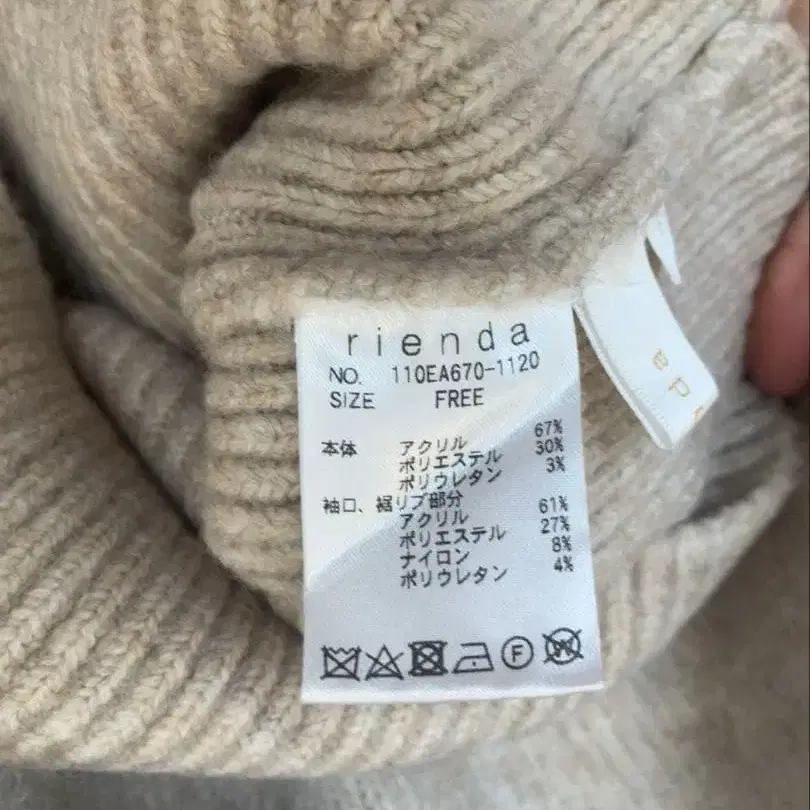 rienda
NO. 110EA670-1120
SIZE FREE
本体 アクリル 67%
ポリエステル 30%
ポリウレタン 3%
袖口、裾リブ部分
アクリル 61%
ポリエステル 27%
ナイロン 8%
ポリウレタン 4%
F W